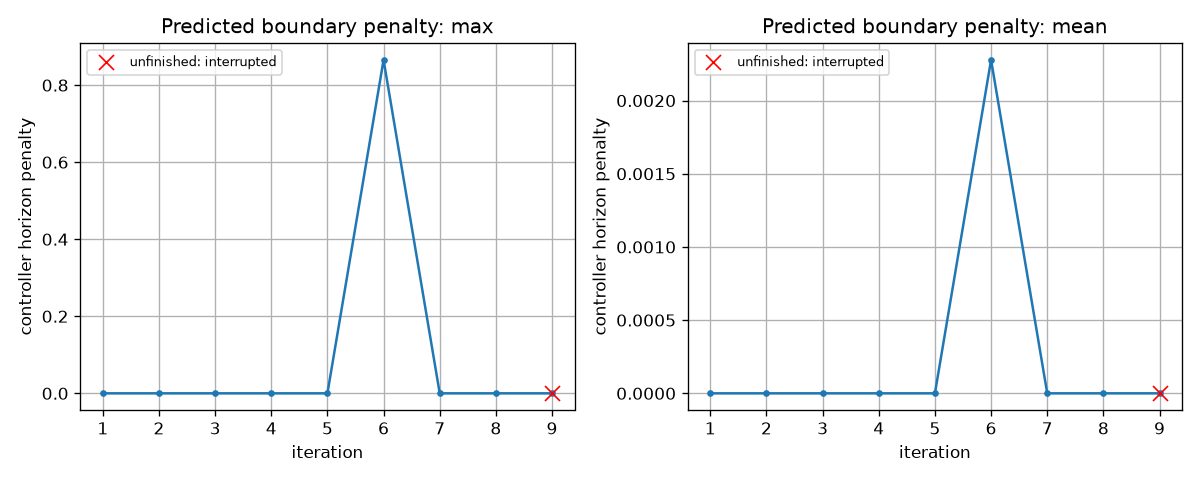 Predicted boundary penalty: max
unfinished: interrupted
controller horizon penalty
0.8
0.6
0.4
0.2
0.0
1 2 3 4 5 6 7 8 9
iteration
Predicted boundary penalty: mean
unfinished: interrupted
controller horizon penalty
0.0020
0.0015
0.0010
0.0005
0.0000
1 2 3 4 5 6 7 8 9
iteration